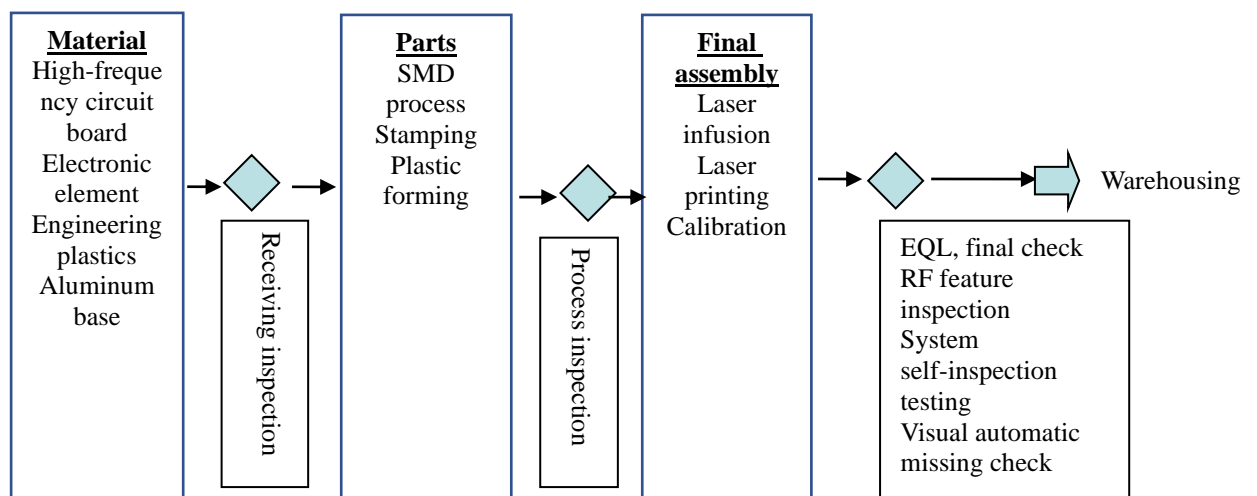 Material
High-freque
ncy circuit
board
Electronic
element
Engineering
plastics
Aluminum
base
Receiving inspection
Parts
SMD
process
Stamping
Plastic
forming
Process inspection
Final
assembly
Laser
infusion
Laser
printing
Calibration
EQL, final check
RF feature
inspection
System
self-inspection
testing
Visual automatic
missing check
Warehousing